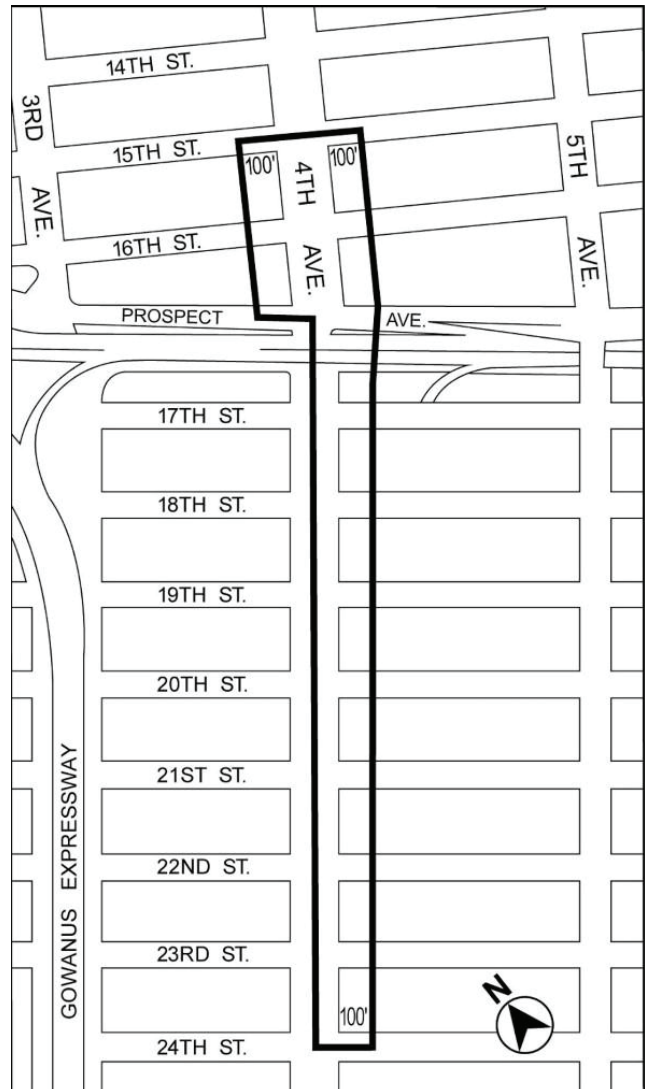 14TH ST.
3RD AVE.
15TH ST.
100'
4TH AVE.
100'
5TH AVE.
16TH ST.
PROSPECT AVE.
17TH ST.
18TH ST.
19TH ST.
20TH ST.
21ST ST.
22ND ST.
GOWANUS EXPRESSWAY
23RD ST.
N
100'
24TH ST.